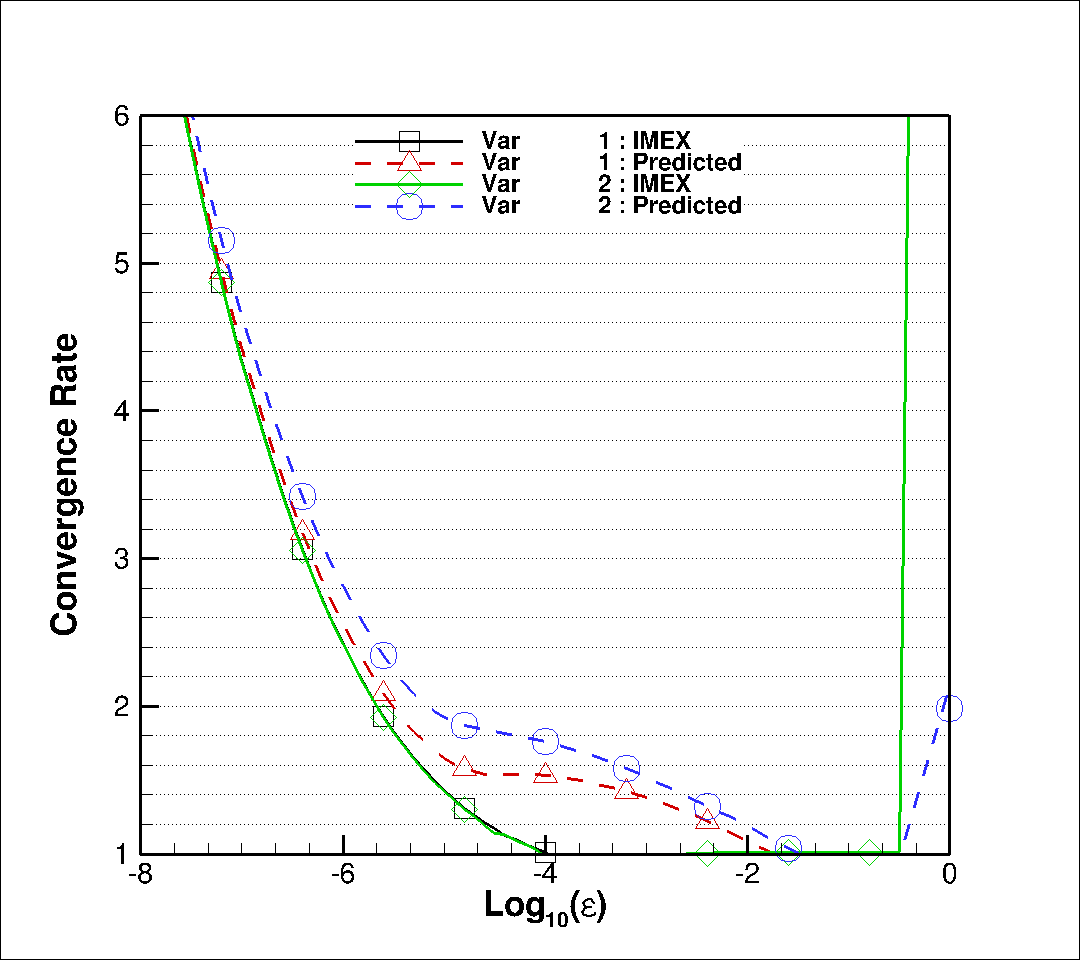 Var 1 : IMEX
Var 1 : Predicted
Var 2 : IMEX
Var 2 : Predicted
6
5
4
3
2
1
Convergence Rate
-8 -6 -4 -2 0
Log10(ε)